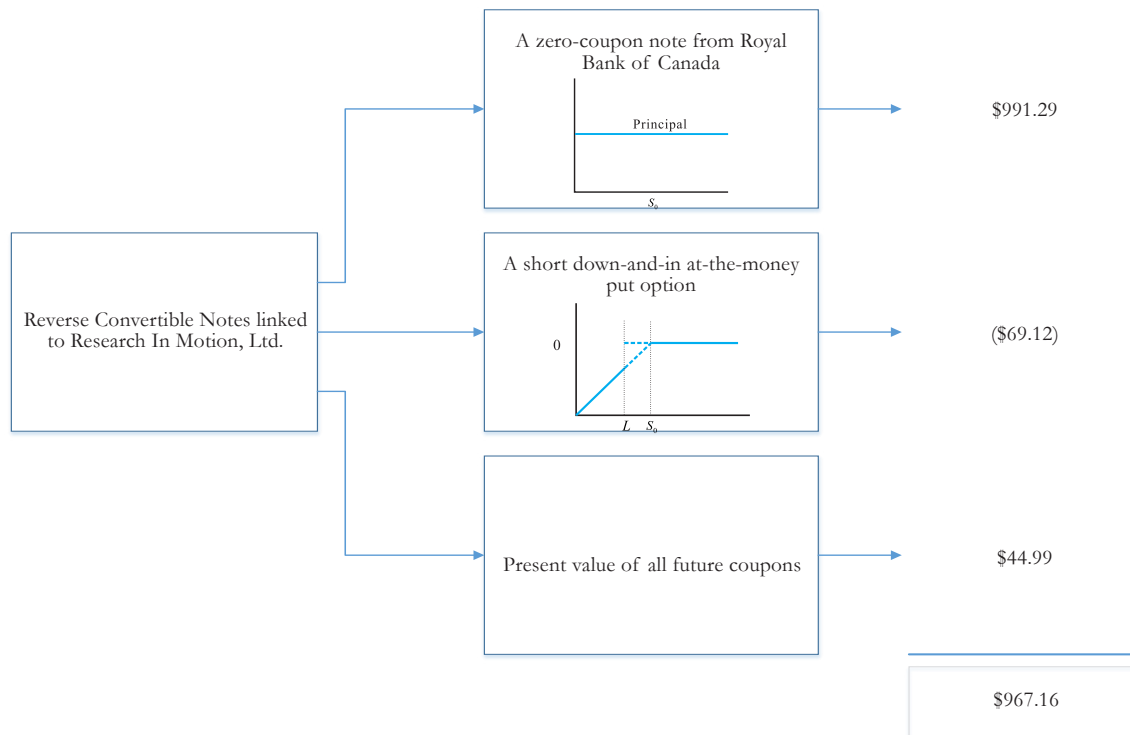 A zero-coupon note from Royal
Bank of Canada
Principal
S₀
$991.29
Reverse Convertible Notes linked
to Research In Motion, Ltd.
A short down-and-in at-the-money
put option
0
L S₀
($69.12)
Present value of all future coupons
$44.99
$967.16